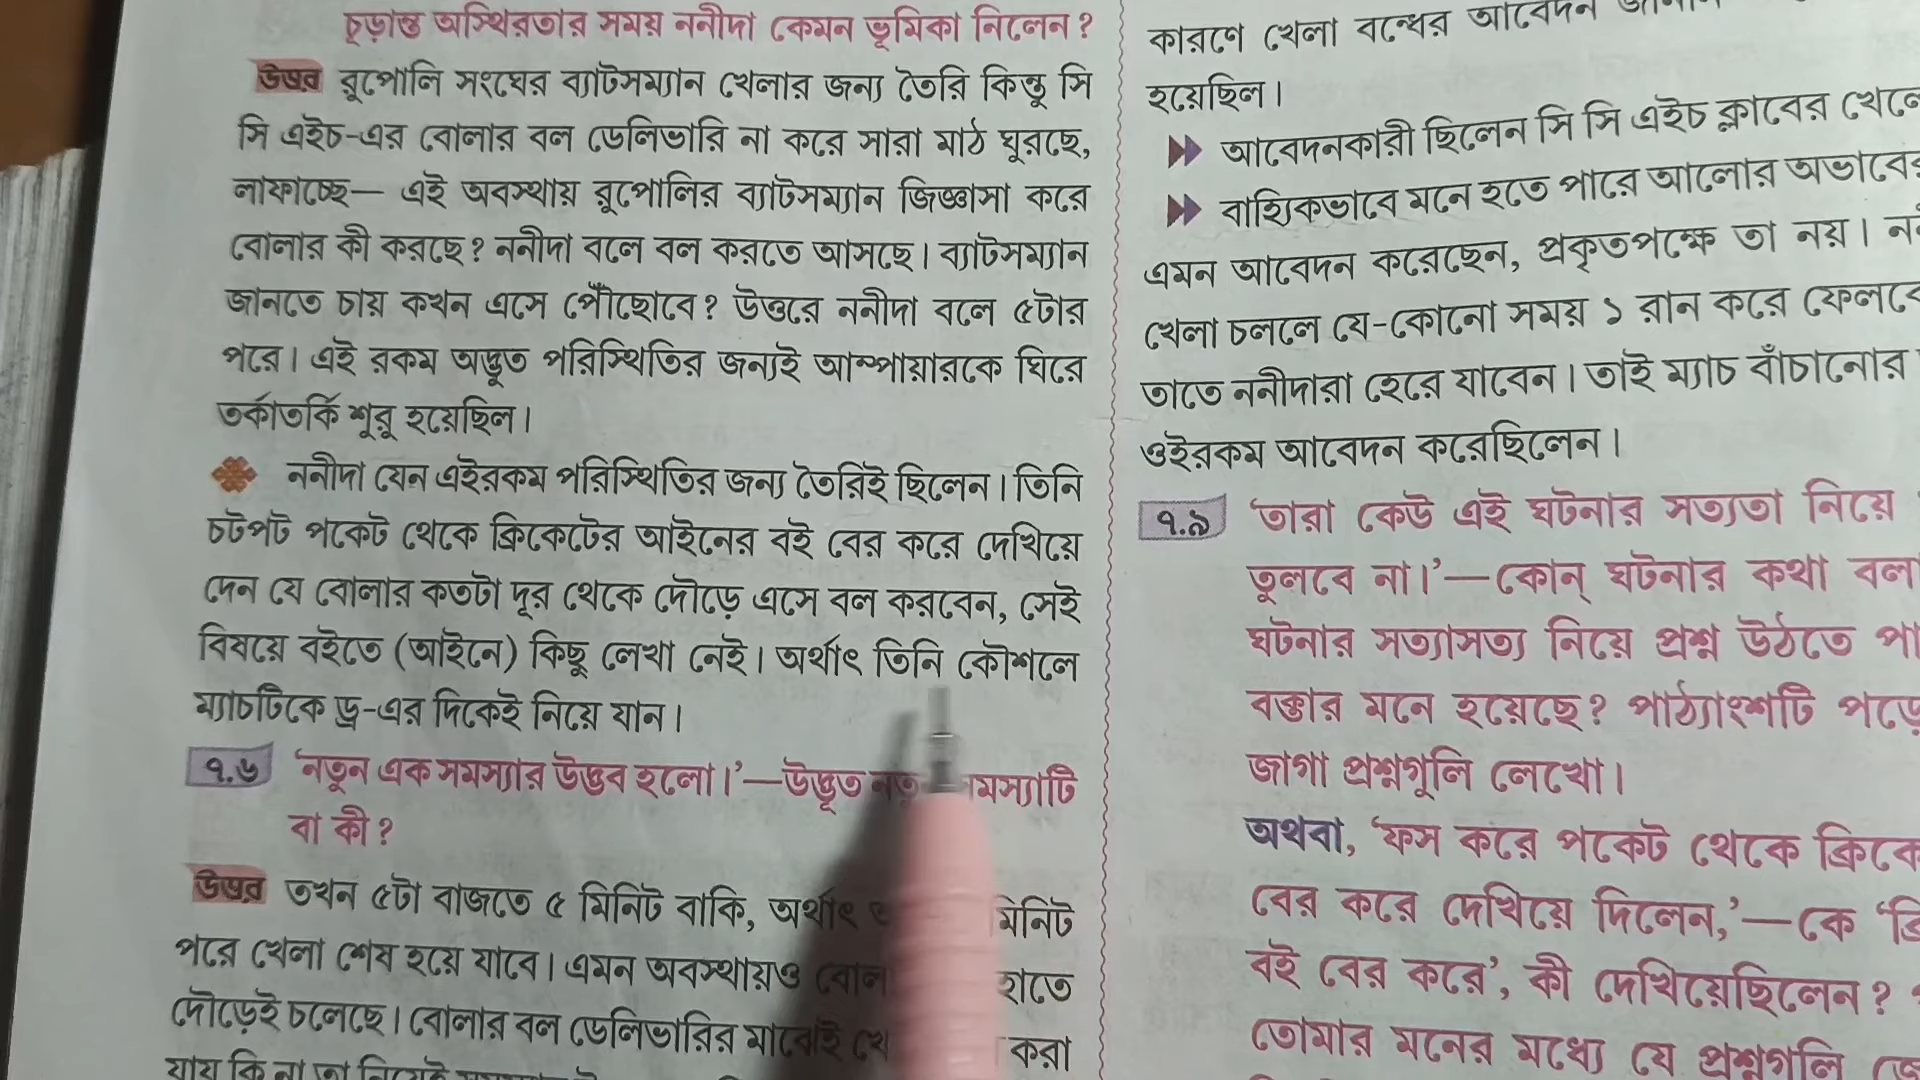 চূড়ান্ত অস্থিরতার সময় ননীদা কেমন ভূমিকা নিলেন?
উত্তর রুপোলি সংঘের ব্যাটসম্যান খেলার জন্য তৈরি কিন্তু সি
সি এইচ-এর বোলার বল ডেলিভারি না করে সারা মাঠ ঘুরছে,
লাফাচ্ছে— এই অবস্থায় রুপোলির ব্যাটসম্যান জিজ্ঞাসা করে
বোলার কী করছে? ননীদা বলে বল করতে আসছে। ব্যাটসম্যান
জানতে চায় কখন এসে পৌঁছোবে? উত্তরে ননীদা বলে ৫টার
পরে। এই রকম অদ্ভুত পরিস্থিতির জন্যই আম্পায়ারকে ঘিরে
তর্কাতর্কি শুরু হয়েছিল।
ননীদা যেন এইরকম পরিস্থিতির জন্য তৈরিই ছিলেন। তিনি
চটপট পকেট থেকে ক্রিকেটের আইনের বই বের করে দেখিয়ে
দেন যে বোলার কতটা দূর থেকে দৌড়ে এসে বল করবেন, সেই
বিষয়ে বইতে (আইনে) কিছু লেখা নেই। অর্থাৎ তিনি কৌশলে
ম্যাচটিকে ড্র-এর দিকেই নিয়ে যান।
৭.৬ 'নতুন এক সমস্যার উদ্ভব হলো।'—উদ্ভূত
বা কী?
উত্তর তখন ৫টা বাজতে ৫ মিনিট বাকি, অর্থাৎ মিনিট
পরে খেলা শেষ হয়ে যাবে। এমন অবস্থায়ও হাতে
দৌড়েই চলেছে। বোলার বল ডেলিভারির মাঝেই করা
কারণে খেলা বন্ধের আবেদন
হয়েছিল।
আবেদনকারী ছিলেন সি সি এইচ ক্লাবের
বাহ্যিকভাবে মনে হতে পারে আলোর অভাবের
এমন আবেদন করেছেন, প্রকৃতপক্ষে তা নয়।
খেলা চললে যে-কোনো সময় ১ রান করে
তাতে ননীদারা হেরে যাবেন। তাই ম্যাচ বাঁচানোর
ওইরকম আবেদন করেছিলেন।
৭.৯ 'তারা কেউ এই ঘটনার সত্যতা নিয়ে
তুলবে না।'—কোন্ ঘটনার কথা
ঘটনার সত্যাসত্য নিয়ে প্রশ্ন উঠতে
বক্তার মনে হয়েছে? পাঠ্যাংশটি
জাগা প্রশ্নগুলি লেখো।
অথবা, 'ফস করে পকেট থেকে
বের করে দেখিয়ে দিলেন,'—কে
বই বের করে', কী দেখিয়েছিলেন?
তোমার মনের মধ্যে যে প্রশ্নগুলি